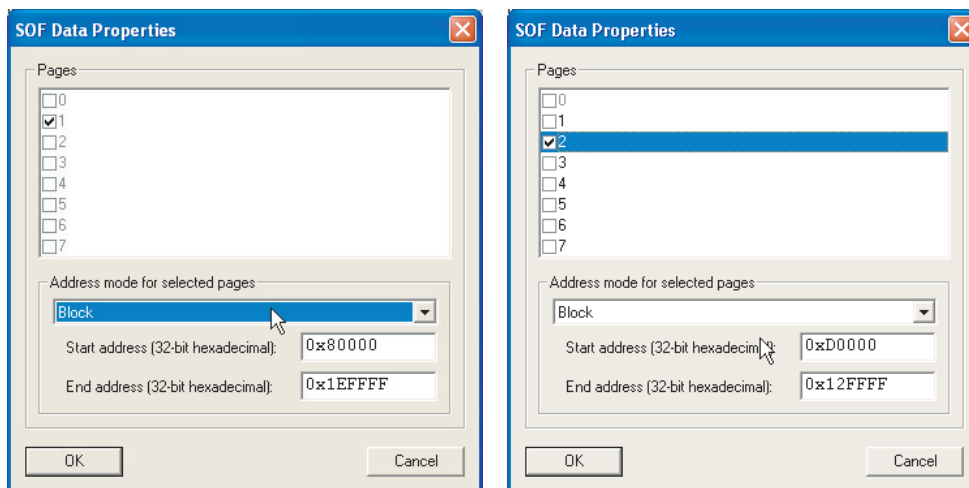 SOF Data Properties
Pages
0
1
2
3
4
5
6
7
Address mode for selected pages
Block
Start address (32-bit hexadecimal): 0x80000
End address (32-bit hexadecimal): 0x1EFFFF
OK Cancel
SOF Data Properties
Pages
0
1
2
3
4
5
6
7
Address mode for selected pages
Block
Start address (32-bit hexadecimal): 0xD0000
End address (32-bit hexadecimal): 0x12FFFF
OK Cancel